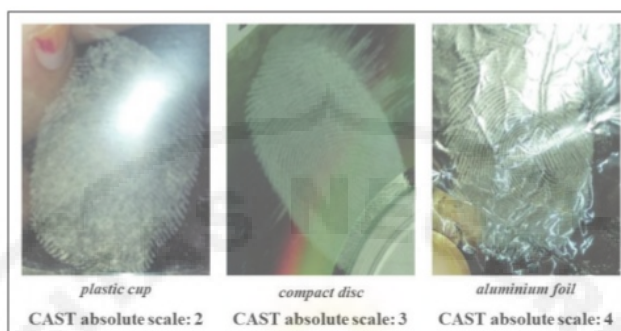 plastic cup
compact disc
aluminium foil
CAST absolute scale: 2
CAST absolute scale: 3
CAST absolute scale: 4